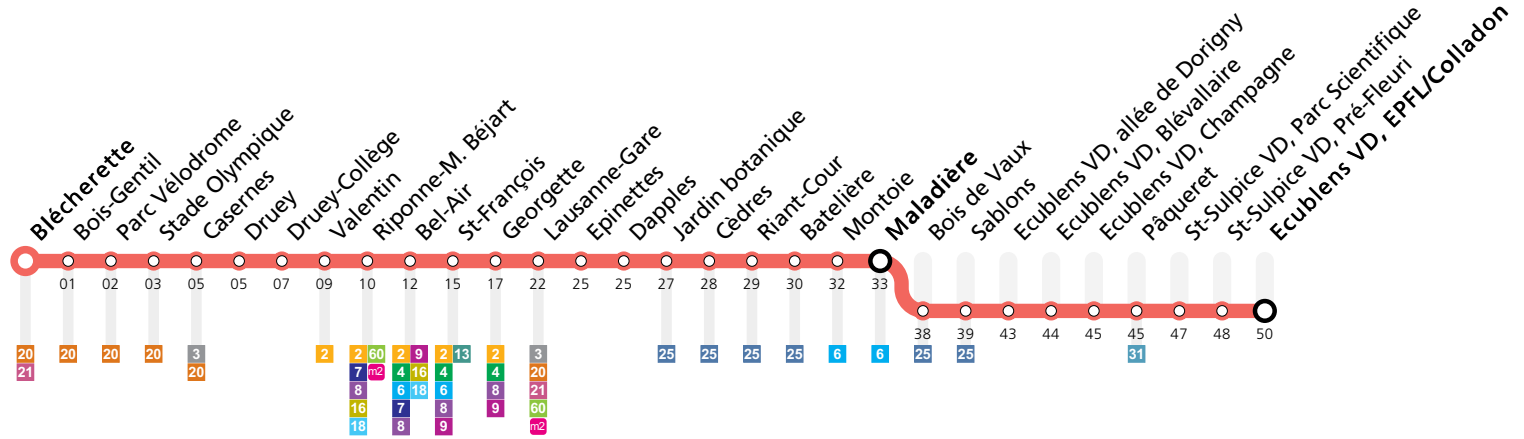 Blécherette
Bois-Gentil
Parc Vélodrome
Stade Olympique
Casernes
Druey
Druey-Collège
Valentin
Riponne-M. Béjart
Bel-Air
St-François
Georgette
Lausanne-Gare
Epinettes
Dapples
Jardin botanique
Cèdres
Riant-Cour
Batelière
Montoie
Maladière
Bois de Vaux
Sablons
Ecublens VD, allée de Dorigny
Ecublens VD, Blévallaire
Ecublens VD, Champagne
Pâqueret
St-Sulpice VD, Parc Scientifique
St-Sulpice VD, Pré-Fleuri
Ecublens VD, EPFL/Colladon
01 02 03 05 05 07 09 10 12 15 17 22 25 25 27 28 29 30 32 33
38 39 43 44 45 45 47 48 50
20 20 20 20 3 2 2 60 2 9 2 13 2 3 25 25 25 25 6 6 25 25 31
21 20 7 m2 4 16 4 4 20
8 6 18 6 8 21
16 7 8 9 60
18 8 9 m2